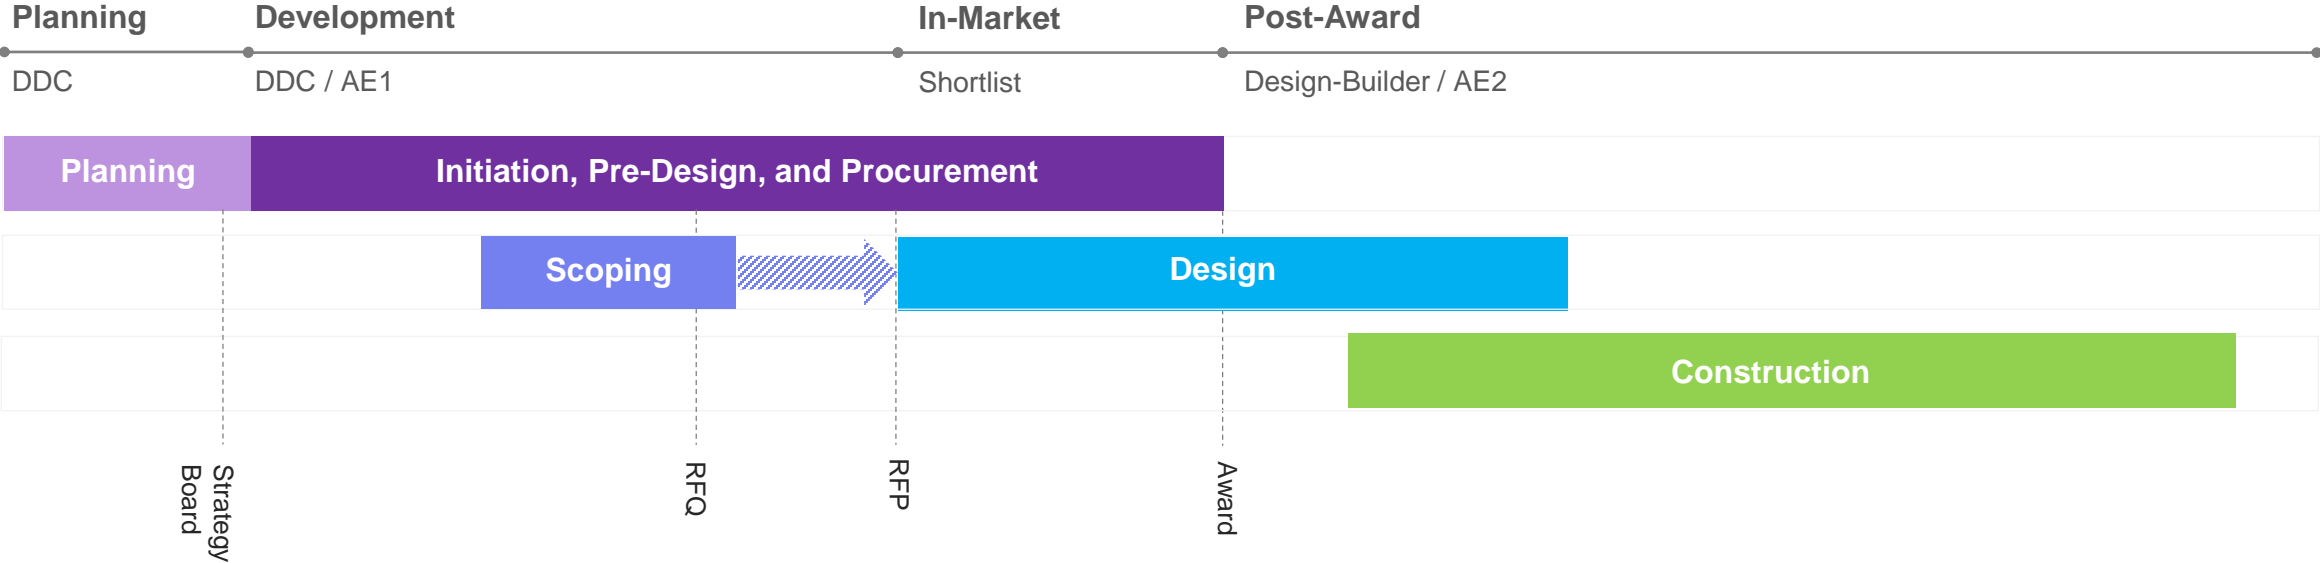 Planning
Development
In-Market
Post-Award
DDC
DDC / AE1
Shortlist
Design-Builder / AE2
Planning
Initiation, Pre-Design, and Procurement
Scoping
Design
Construction
Strategy
Board
RFQ
RFP
Award